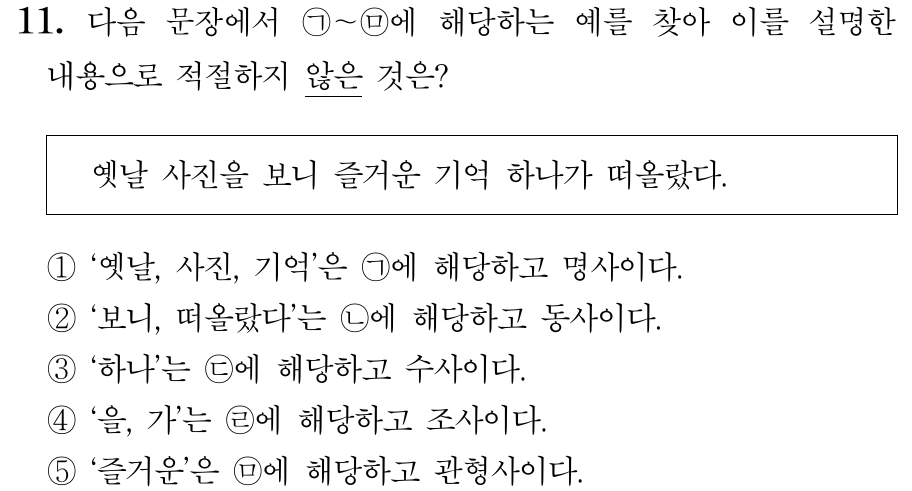 11. 다음 문장에서 ㉠~㉤에 해당하는 예를 찾아 이를 설명한
내용으로 적절하지 않은 것은?
옛날 사진을 보니 즐거운 기억 하나가 떠올랐다.
① ‘옛날, 사진, 기억’은 ㉠에 해당하고 명사이다.
② ‘보니, 떠올랐다’는 ㉡에 해당하고 동사이다.
③ ‘하나’는 ㉢에 해당하고 수사이다.
④ ‘을, 가’는 ㉣에 해당하고 조사이다.
⑤ ‘즐거운’은 ㉤에 해당하고 관형사이다.